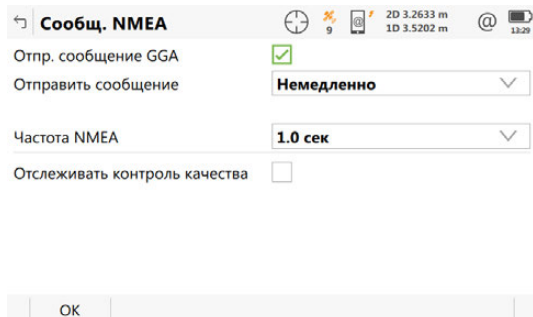 Сообщ. NMEA
9
@
2D 3.2633 m
1D 3.5202 m
@
13:29
Отпр. сообщение GGA
Отправить сообщение Немедленно
Частота NMEA 1.0 сек
Отслеживать контроль качества
OK